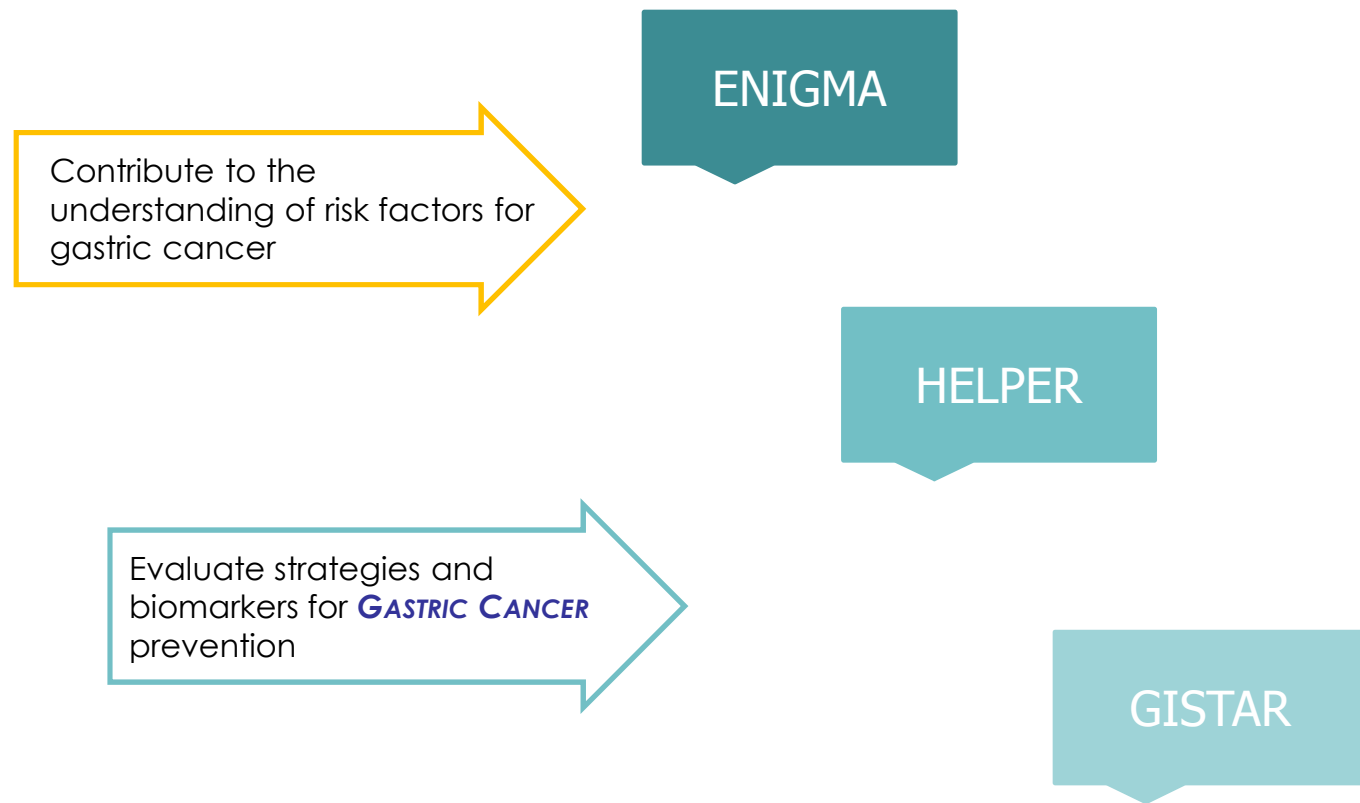 ENIGMA
Contribute to the
understanding of risk factors for
gastric cancer
HELPER
Evaluate strategies and
biomarkers for GASTRIC CANCER
prevention
GISTAR